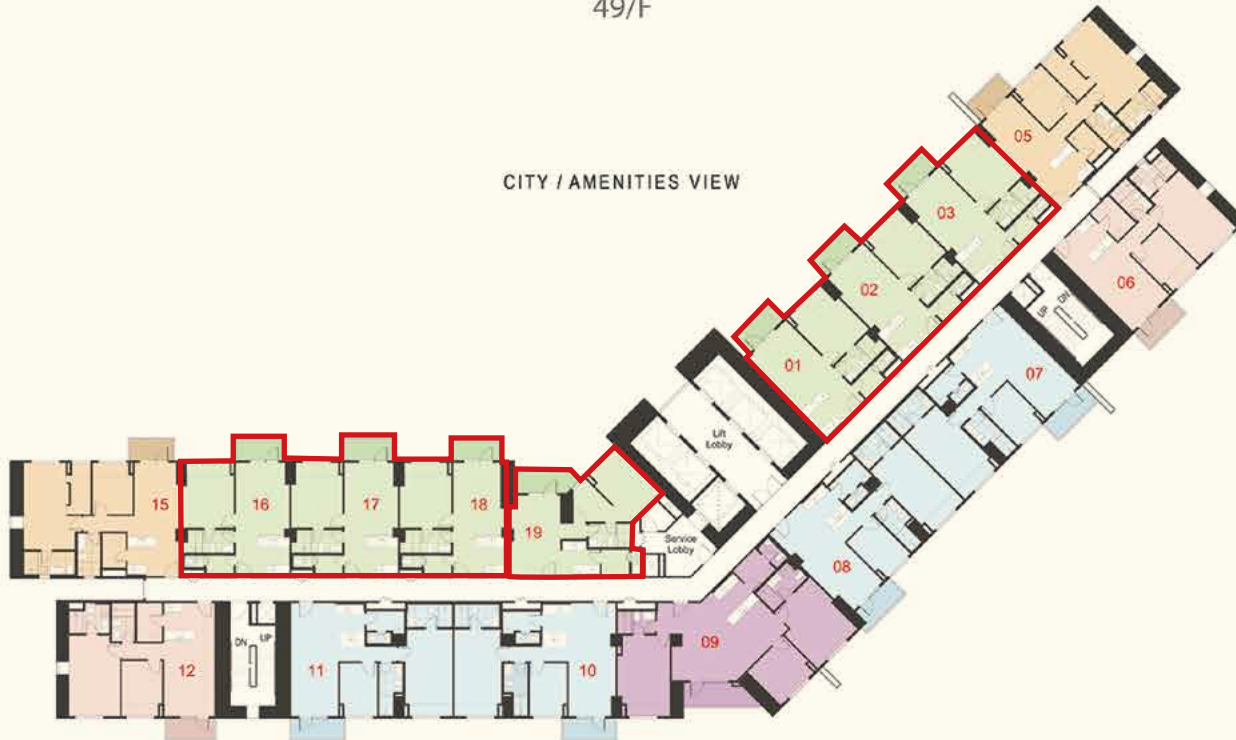 49/F
CITY / AMENITIES VIEW
05
03
02
01
06
UP
DN
07
Lift
Lobby
15
16
17
18
19
Service
Lobby
08
09
12
DN
UP
11
10